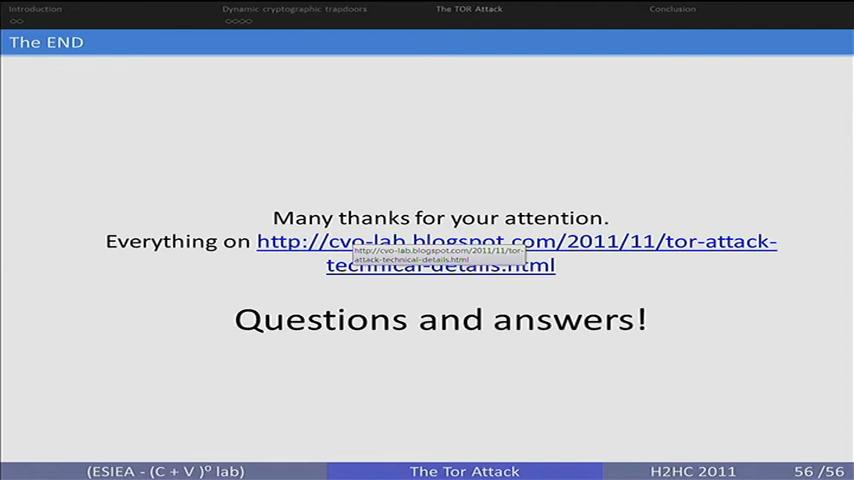 Introduction
Dynamic cryptographic trapdoors
The TOR Attack
Conclusion
The END
Many thanks for your attention.
Everything on http://cvo-lab.blogspot.com/2011/11/tor-attack-
technical-details.html
http://cvo-lab.blogspot.com/2011/11/tor-
attack-technical-details.html
Questions and answers!
(ESIEA - (C + V )º lab)
The Tor Attack
H2HC 2011
56 /56